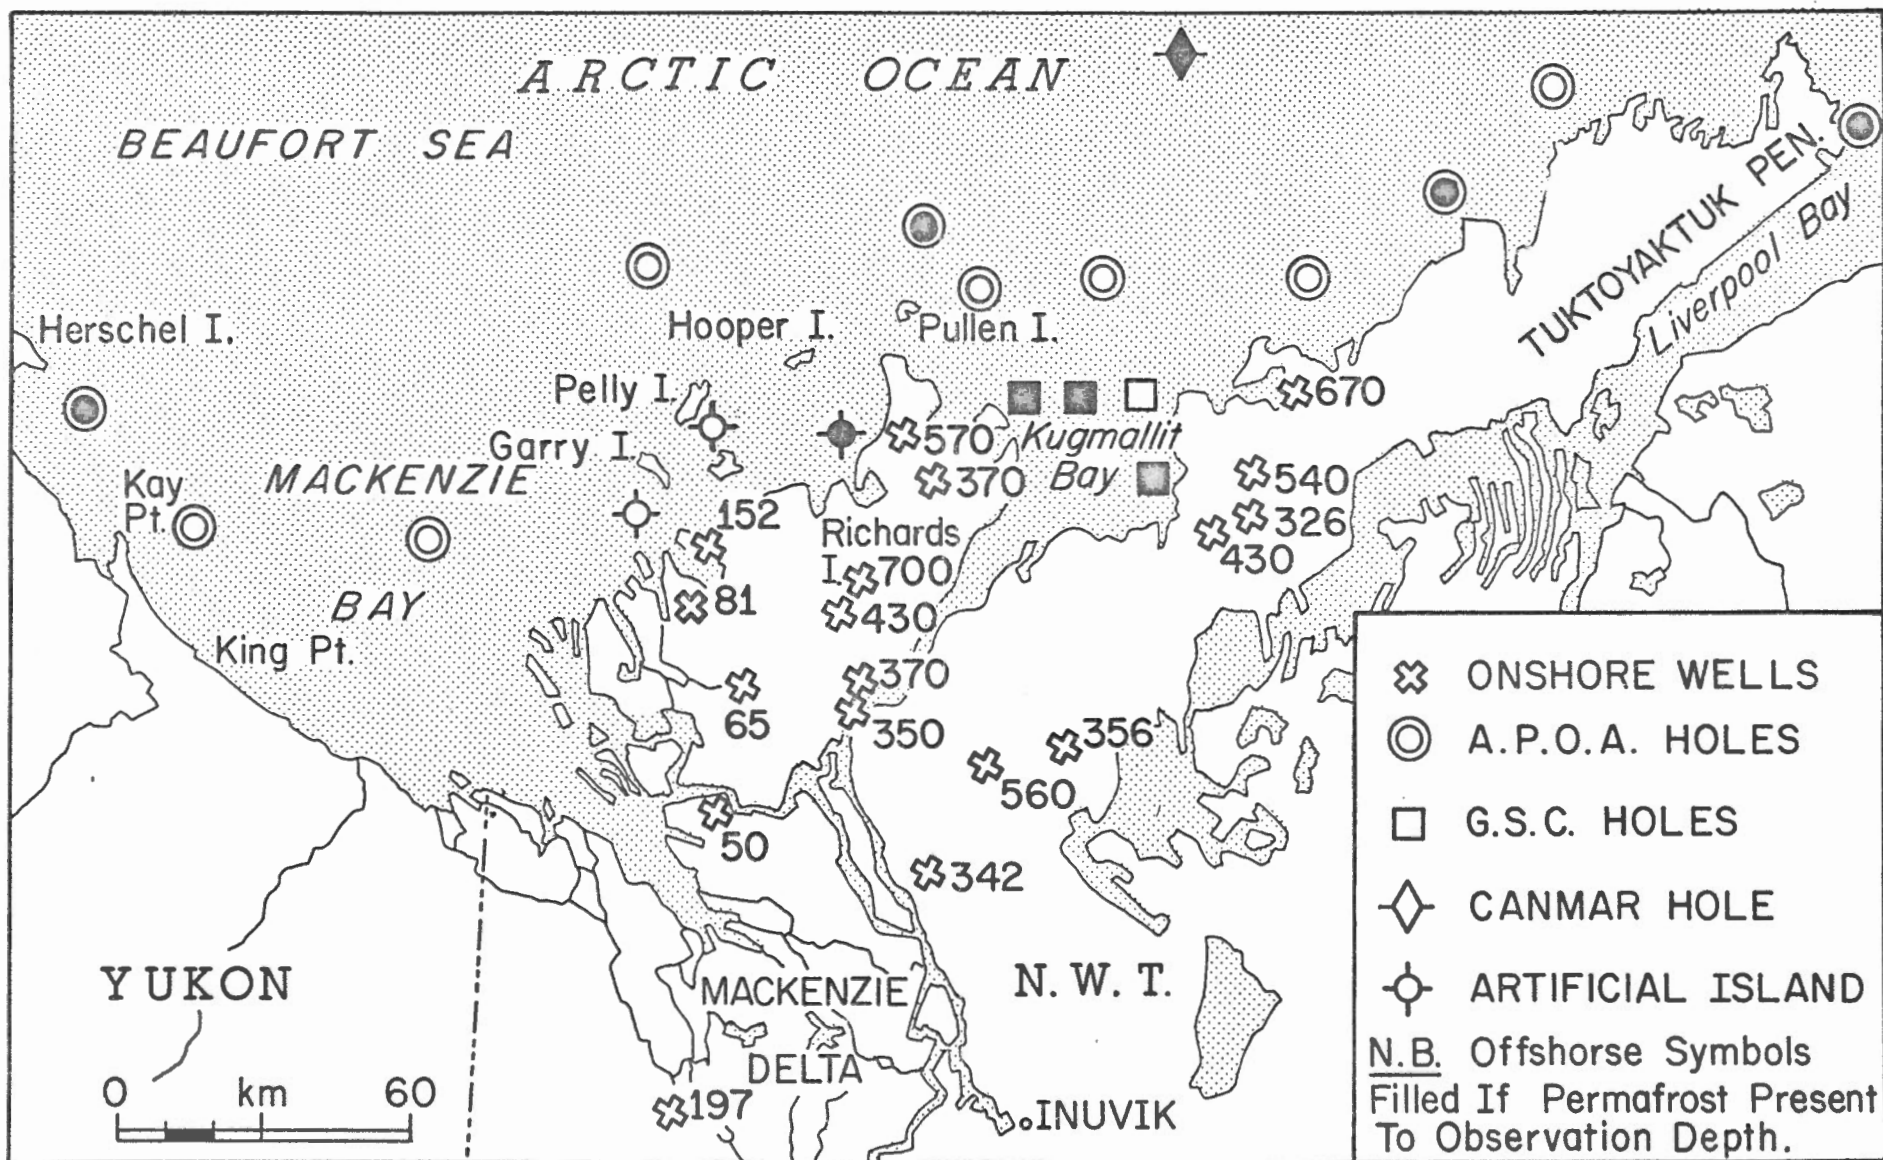 ARCTIC OCEAN
BEAUFORT SEA
TUKTOYAKTUK PEN.
Liverpool Bay
Herschel I.
Hooper I.
Pullen I.
Pelly I.
670
Garry I.
570
Kugmallit
Bay
370
540
Kay
Pt.
MACKENZIE
BAY
152
Richards
I.
326
430
700
81
430
King Pt.
370
65
350
356
560
50
342
YUKON
MACKENZIE
DELTA
N. W. T.
197
INUVIK
0 km 60
ONSHORE WELLS
A.P.O.A. HOLES
G.S.C. HOLES
CANMAR HOLE
ARTIFICIAL ISLAND
N.B. Offshorse Symbols
Filled If Permafrost Present
To Observation Depth.